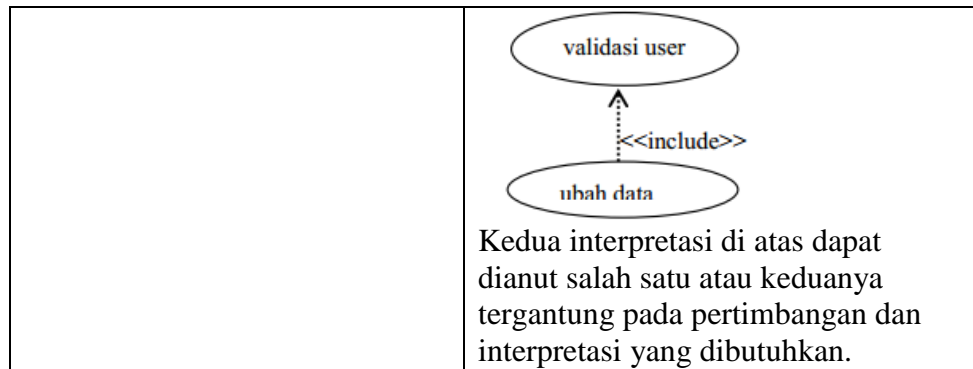 validasi user
<<include>>
ubah data
Kedua interpretasi di atas dapat
dianut salah satu atau keduanya
tergantung pada pertimbangan dan
interpretasi yang dibutuhkan.